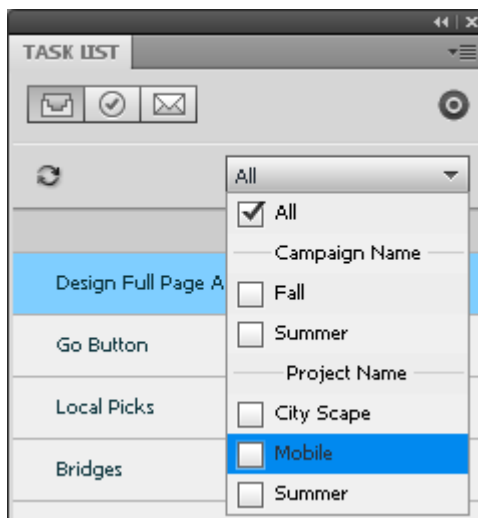 TASK LIST
All
All
Campaign Name
Design Full Page A
Fall
Go Button
Summer
Project Name
Local Picks
City Scape
Bridges
Mobile
Summer